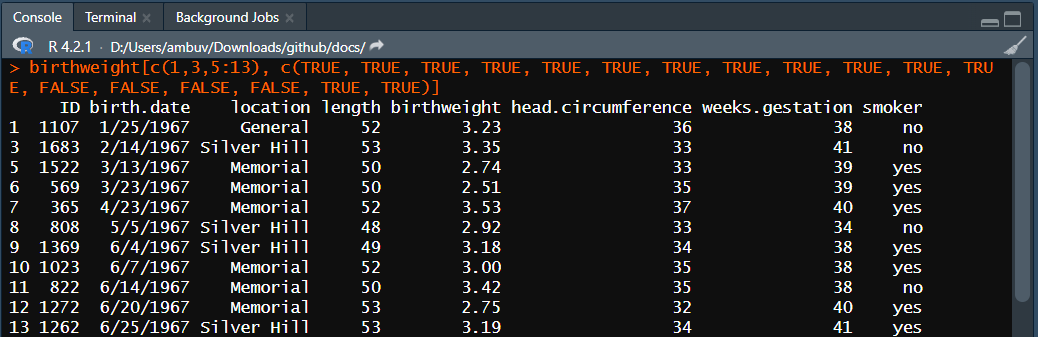 Console Terminal Background Jobs
R 4.2.1 · D:/Users/ambuv/Downloads/github/docs/
> birthweight[c(1,3,5:13), c(TRUE, TRUE, TRUE, TRUE, TRUE, TRUE, TRUE, TRUE, TRUE, TRUE, TRU
E, FALSE, FALSE, FALSE, FALSE, TRUE, TRUE)]
ID birth.date location length birthweight head.circumference weeks.gestation smoker
1 1107 1/25/1967 General 52 3.23 36 38 no
3 1683 2/14/1967 Silver Hill 53 3.35 33 41 no
5 1522 3/13/1967 Memorial 50 2.74 33 39 yes
6 569 3/23/1967 Memorial 50 2.51 35 39 yes
7 365 4/23/1967 Memorial 52 3.53 37 40 yes
8 808 5/5/1967 Silver Hill 48 2.92 33 34 no
9 1369 6/4/1967 Silver Hill 49 3.18 34 38 yes
10 1023 6/7/1967 Memorial 52 3.00 35 38 yes
11 822 6/14/1967 Memorial 50 3.42 35 38 no
12 1272 6/20/1967 Memorial 53 2.75 32 40 yes
13 1262 6/25/1967 Silver Hill 53 3.19 34 41 yes